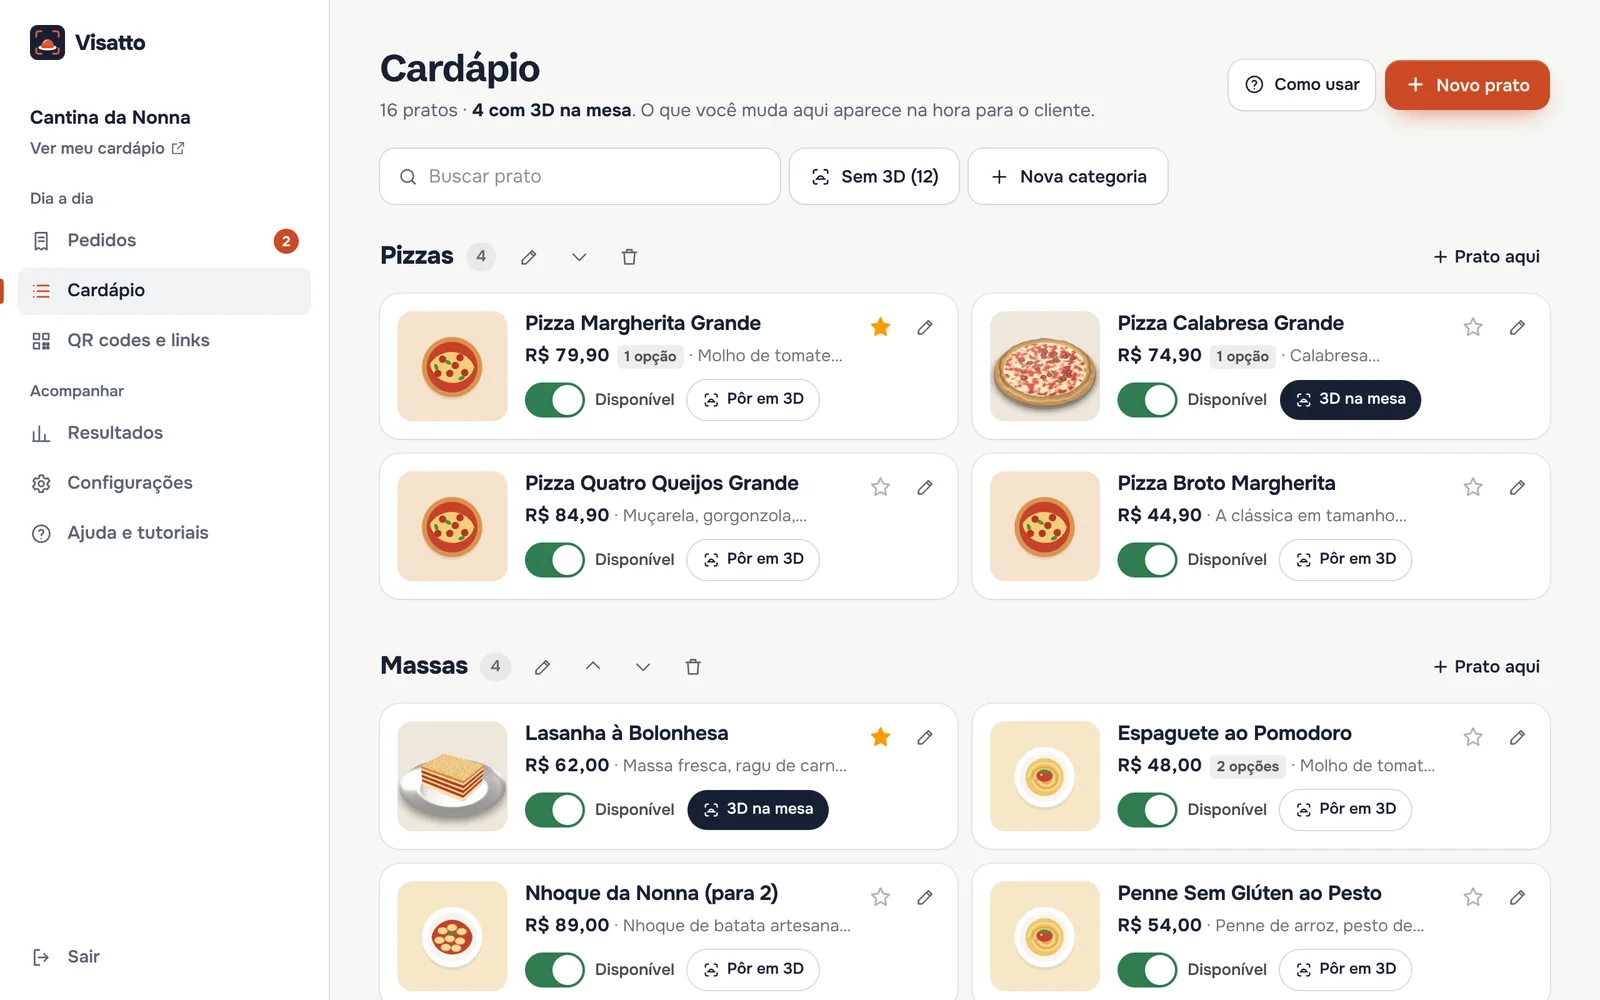 Visatto
Cantina da Nonna
Ver meu cardápio
Dia a dia
Pedidos
2
Cardápio
QR codes e links
Acompanhar
Resultados
Configurações
Ajuda e tutoriais
Sair
Cardápio
16 pratos · 4 com 3D na mesa. O que você muda aqui aparece na hora para o cliente.
Como usar
+ Novo prato
Buscar prato
Sem 3D (12)
+ Nova categoria
Pizzas 4
+ Prato aqui
Pizza Margherita Grande
R$ 79,90 1 opção · Molho de tomate...
Disponível Pôr em 3D
Pizza Calabresa Grande
R$ 74,90 1 opção · Calabresa...
Disponível 3D na mesa
Pizza Quatro Queijos Grande
R$ 84,90 · Muçarela, gorgonzola,...
Disponível Pôr em 3D
Pizza Broto Margherita
R$ 44,90 · A clássica em tamanho...
Disponível Pôr em 3D
Massas 4
+ Prato aqui
Lasanha à Bolonhesa
R$ 62,00 · Massa fresca, ragu de carn...
Disponível 3D na mesa
Espaguete ao Pomodoro
R$ 48,00 2 opções · Molho de tomat...
Disponível Pôr em 3D
Nhoque da Nonna (para 2)
R$ 89,00 · Nhoque de batata artesana...
Disponível Pôr em 3D
Penne Sem Glúten ao Pesto
R$ 54,00 · Penne de arroz, pesto de...
Disponível Pôr em 3D